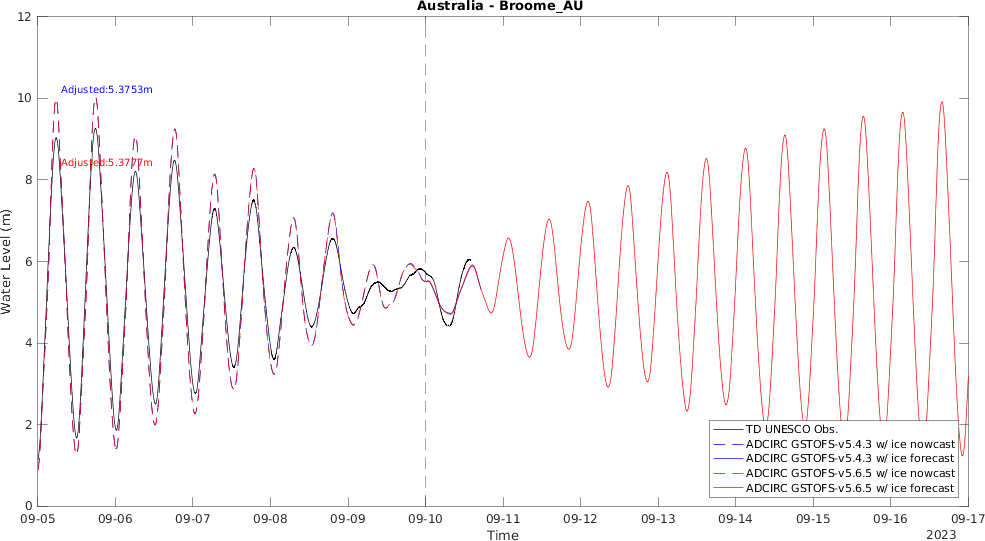 Australia - Broome_AU
12
10
8
6
4
2
0
Water Level (m)
Adjusted:5.3753m
Adjusted:5.3777m
TD UNESCO Obs.
ADCIRC GSTOFS-v5.4.3 w/ ice nowcast
ADCIRC GSTOFS-v5.4.3 w/ ice forecast
ADCIRC GSTOFS-v5.6.5 w/ ice nowcast
ADCIRC GSTOFS-v5.6.5 w/ ice forecast
09-05 09-06 09-07 09-08 09-09 09-10 09-11 09-12 09-13 09-14 09-15 09-16 09-17
Time
2023